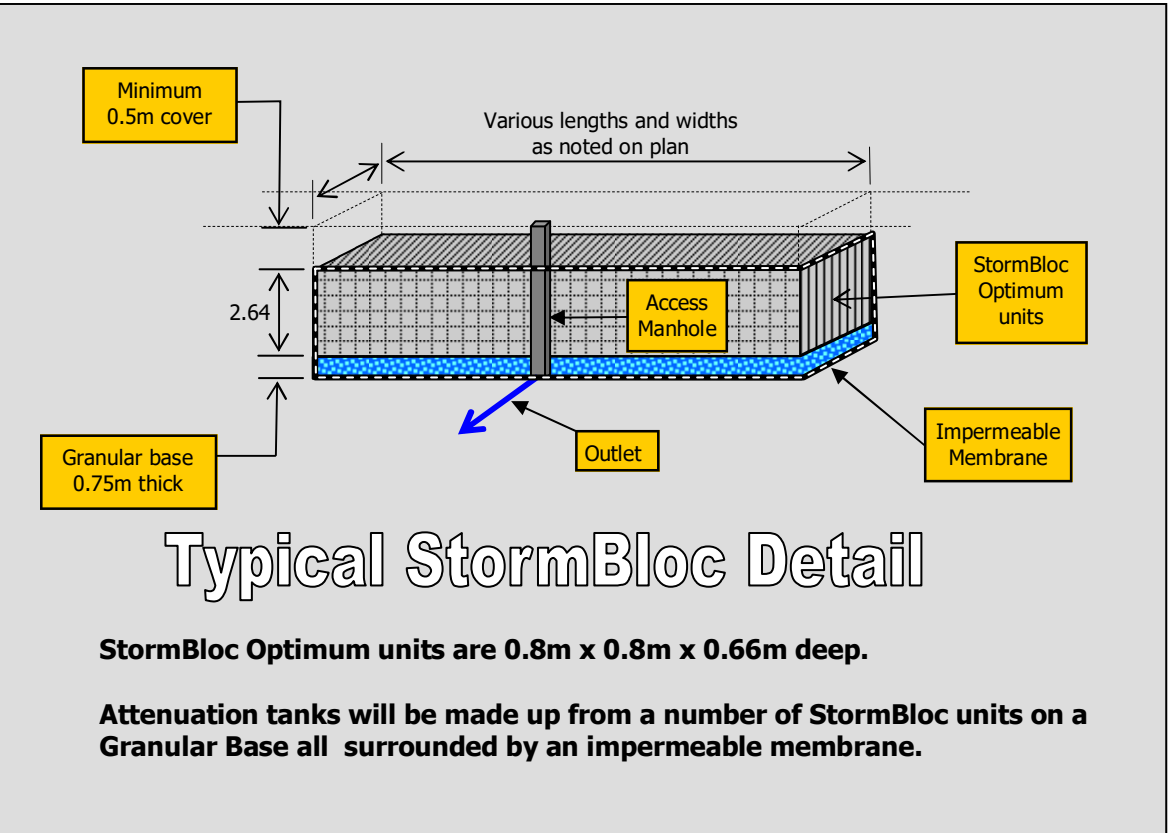 Minimum
0.5m cover
Various lengths and widths
as noted on plan
StormBloc
Optimum
units
2.64
Access
Manhole
Granular base
0.75m thick
Outlet
Impermeable
Membrane
Typical StormBloc Detail
StormBloc Optimum units are 0.8m x 0.8m x 0.66m deep.
Attenuation tanks will be made up from a number of StormBloc units on a
Granular Base all  surrounded by an impermeable membrane.